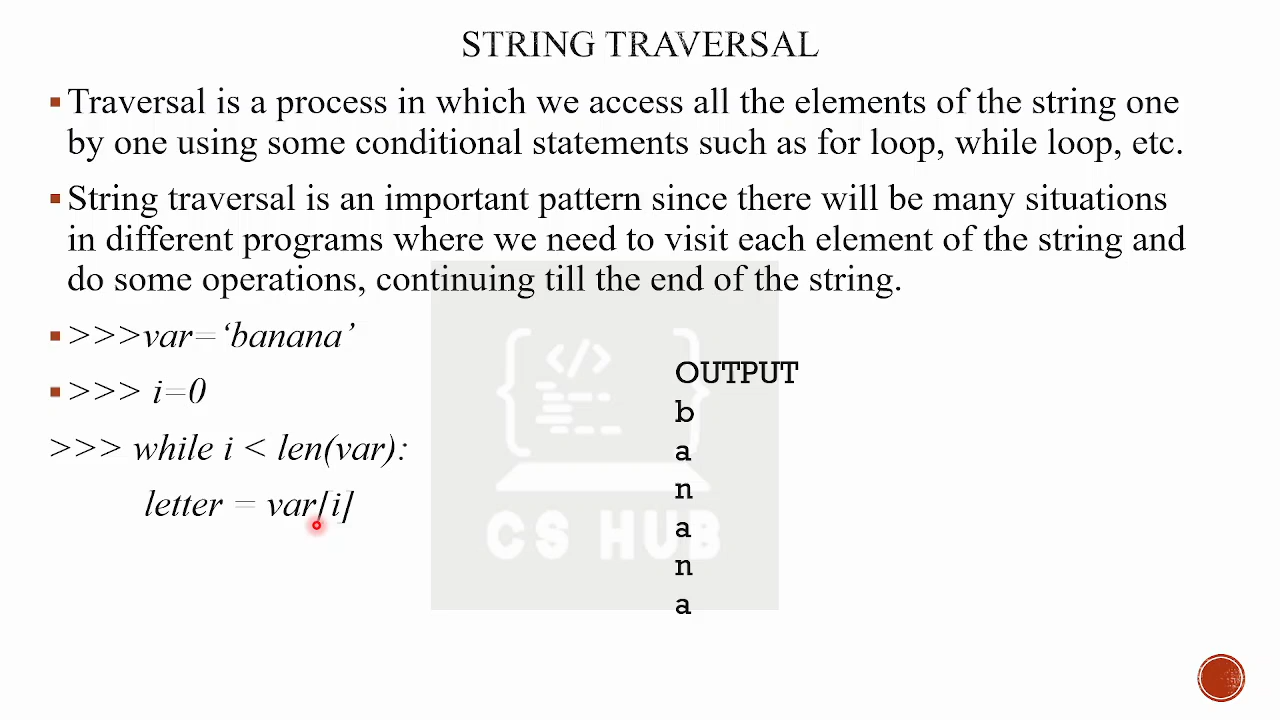 STRING TRAVERSAL
▪ Traversal is a process in which we access all the elements of the string one
by one using some conditional statements such as for loop, while loop, etc.
▪ String traversal is an important pattern since there will be many situations
in different programs where we need to visit each element of the string and
do some operations, continuing till the end of the string.
▪ >>>var=‘banana’
▪ >>> i=0
>>> while i < len(var):
letter = var[i]
OUTPUT
b
a
n
a
n
a
</>
CS HUB